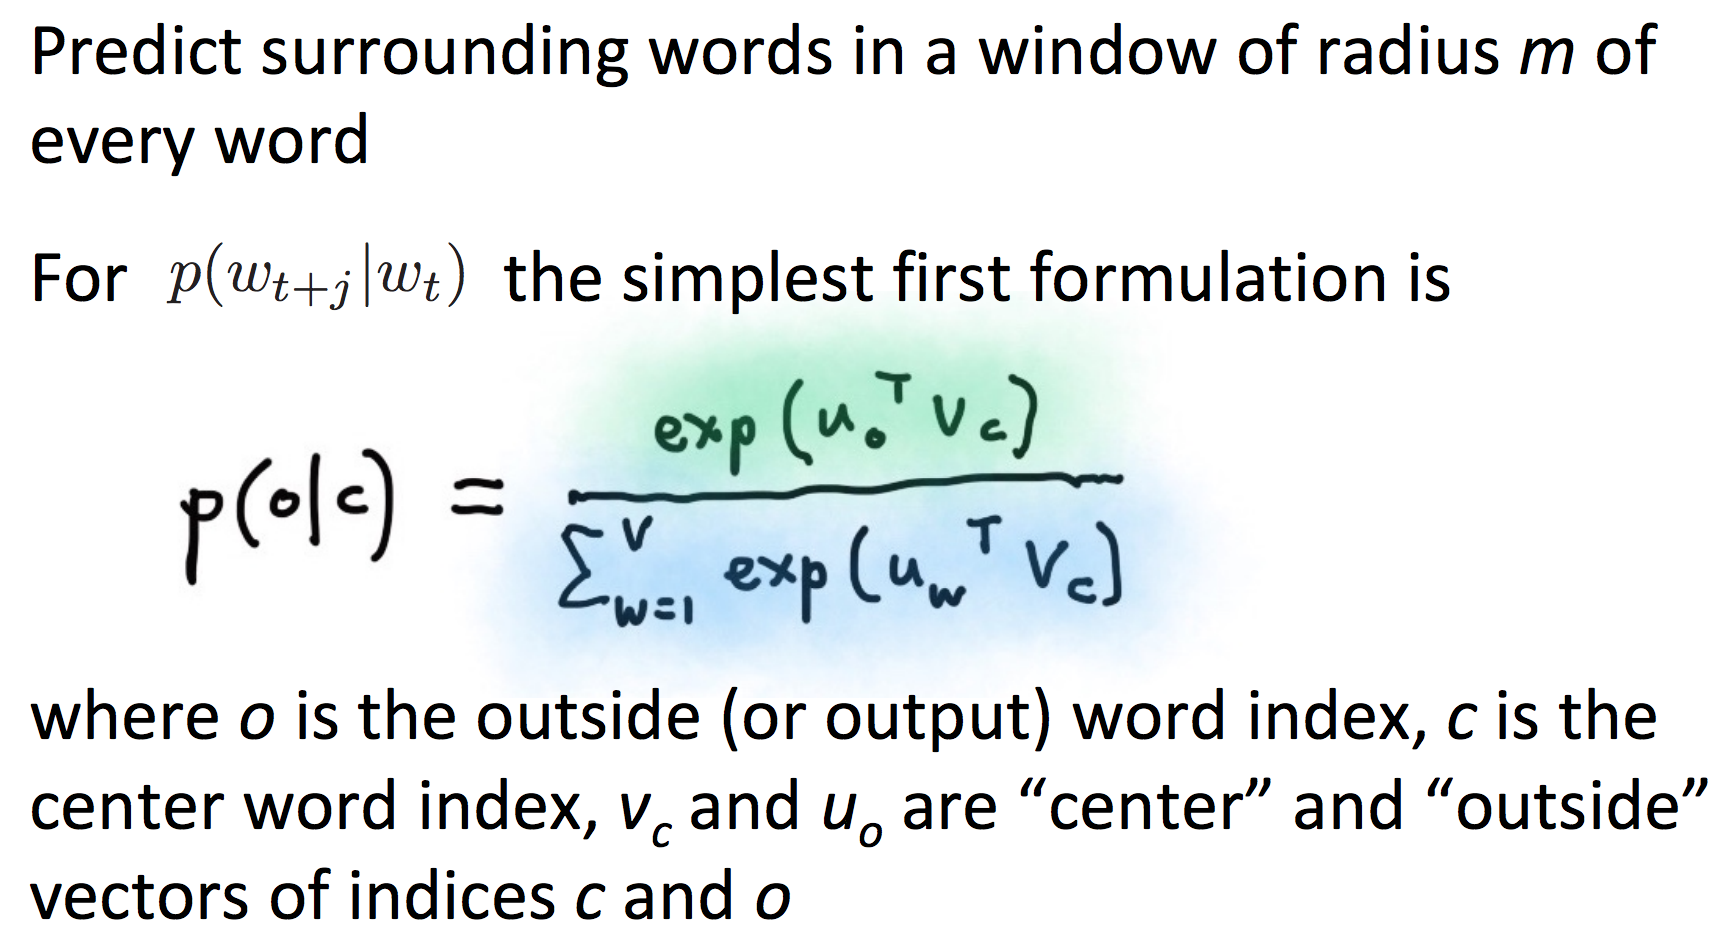 Predict surrounding words in a window of radius m of
every word
For p(w_{t+j}|w_t) the simplest first formulation is
p(o|c) = \frac{exp(u_o^T v_c)}{\sum_{w=1}^{V} exp(u_w^T v_c)}
where o is the outside (or output) word index, c is the
center word index, v_c and u_o are “center” and “outside”
vectors of indices c and o